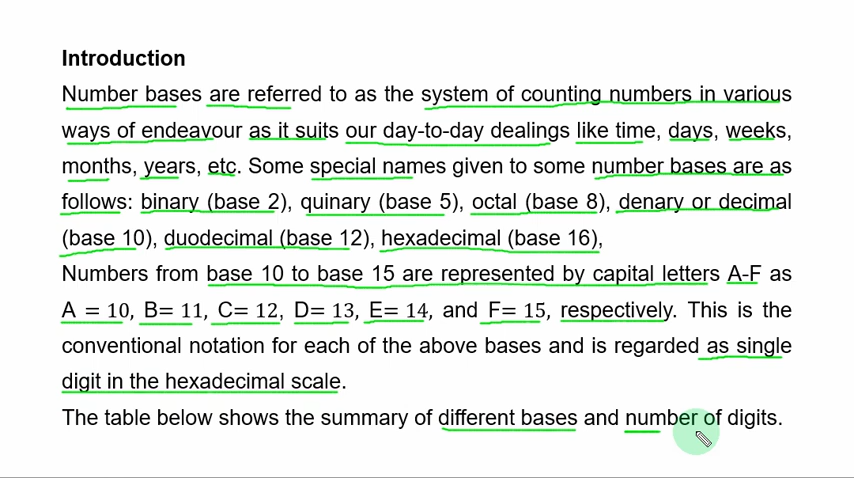 Introduction
Number bases are referred to as the system of counting numbers in various
ways of endeavour as it suits our day-to-day dealings like time, days, weeks,
months, years, etc. Some special names given to some number bases are as
follows: binary (base 2), quinary (base 5), octal (base 8), denary or decimal
(base 10), duodecimal (base 12), hexadecimal (base 16),
Numbers from base 10 to base 15 are represented by capital letters A-F as
A = 10, B= 11, C= 12, D= 13, E= 14, and F= 15, respectively. This is the
conventional notation for each of the above bases and is regarded as single
digit in the hexadecimal scale.
The table below shows the summary of different bases and number of digits.